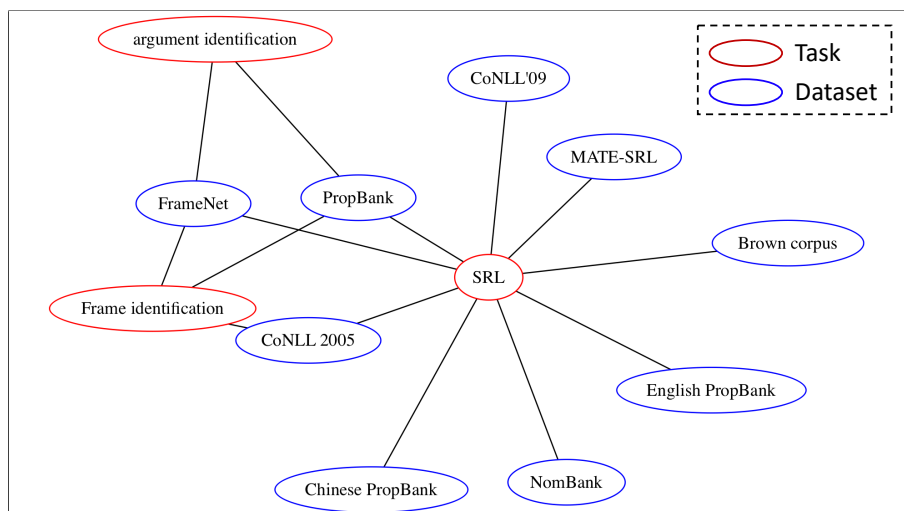 argument identification
Task
CoNLL'09
Dataset
MATE-SRL
PropBank
FrameNet
Brown corpus
SRL
Frame identification
CoNLL 2005
English PropBank
Chinese PropBank
NomBank